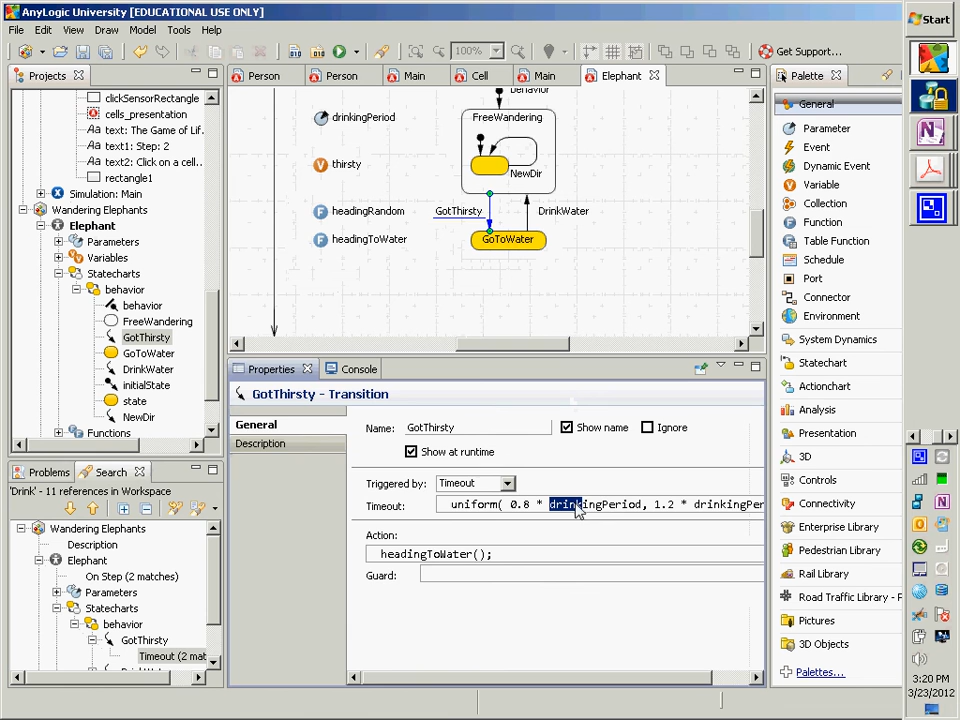 AnyLogic University [EDUCATIONAL USE ONLY]
Start
File Edit View Draw Model Tools Help
100% Get Support...
Projects
clickSensorRectangle
cells_presentation
Aa text: The Game of Lif.
Aa text1: Step: 2
Aa text2: Click on a cell..
rectangle1
Simulation: Main
Wandering Elephants
Elephant
Parameters
Variables
Statecharts
behavior
behavior
FreeWandering
GotThirsty
GoToWater
DrinkWater
initialState
state
NewDir
Functions
Person Person Main Cell Main Elephant
behavior
drinkingPeriod
FreeWandering
V thirsty
NewDir
F headingRandom
GotThirsty
DrinkWater
F headingToWater
GoToWater
Palette
General
Parameter
Event
Dynamic Event
Variable
Collection
Function
Table Function
Schedule
Port
Connector
Environment
System Dynamics
Statechart
Actionchart
Analysis
Presentation
3D
Controls
Connectivity
Enterprise Library
Pedestrian Library
Rail Library
Road Traffic Library - F
Pictures
3D Objects
Palettes...
Problems Search
'Drink' - 11 references in Workspace
Wandering Elephants
Description
Elephant
On Step (2 matches)
Parameters
Statecharts
behavior
GotThirsty
Timeout (2 mat
Properties Console
GotThirsty - Transition
General
Description
Name: GotThirsty Show name Ignore
Show at runtime
Triggered by: Timeout
Timeout: uniform( 0.8 * drinkingPeriod, 1.2 * drinkingPer
Action:
headingToWater();
Guard:
3:20 PM
3/23/2012